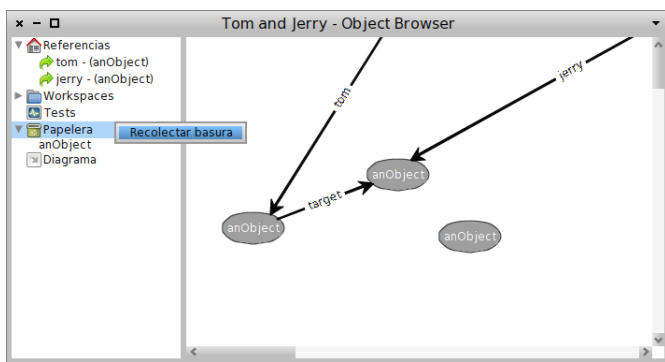 Tom and Jerry - Object Browser
Referencias
tom - (anObject)
jerry - (anObject)
Workspaces
Tests
Papelera
Recolectar basura
anObject
Diagrama
tom
jerry
target
anObject
anObject
anObject